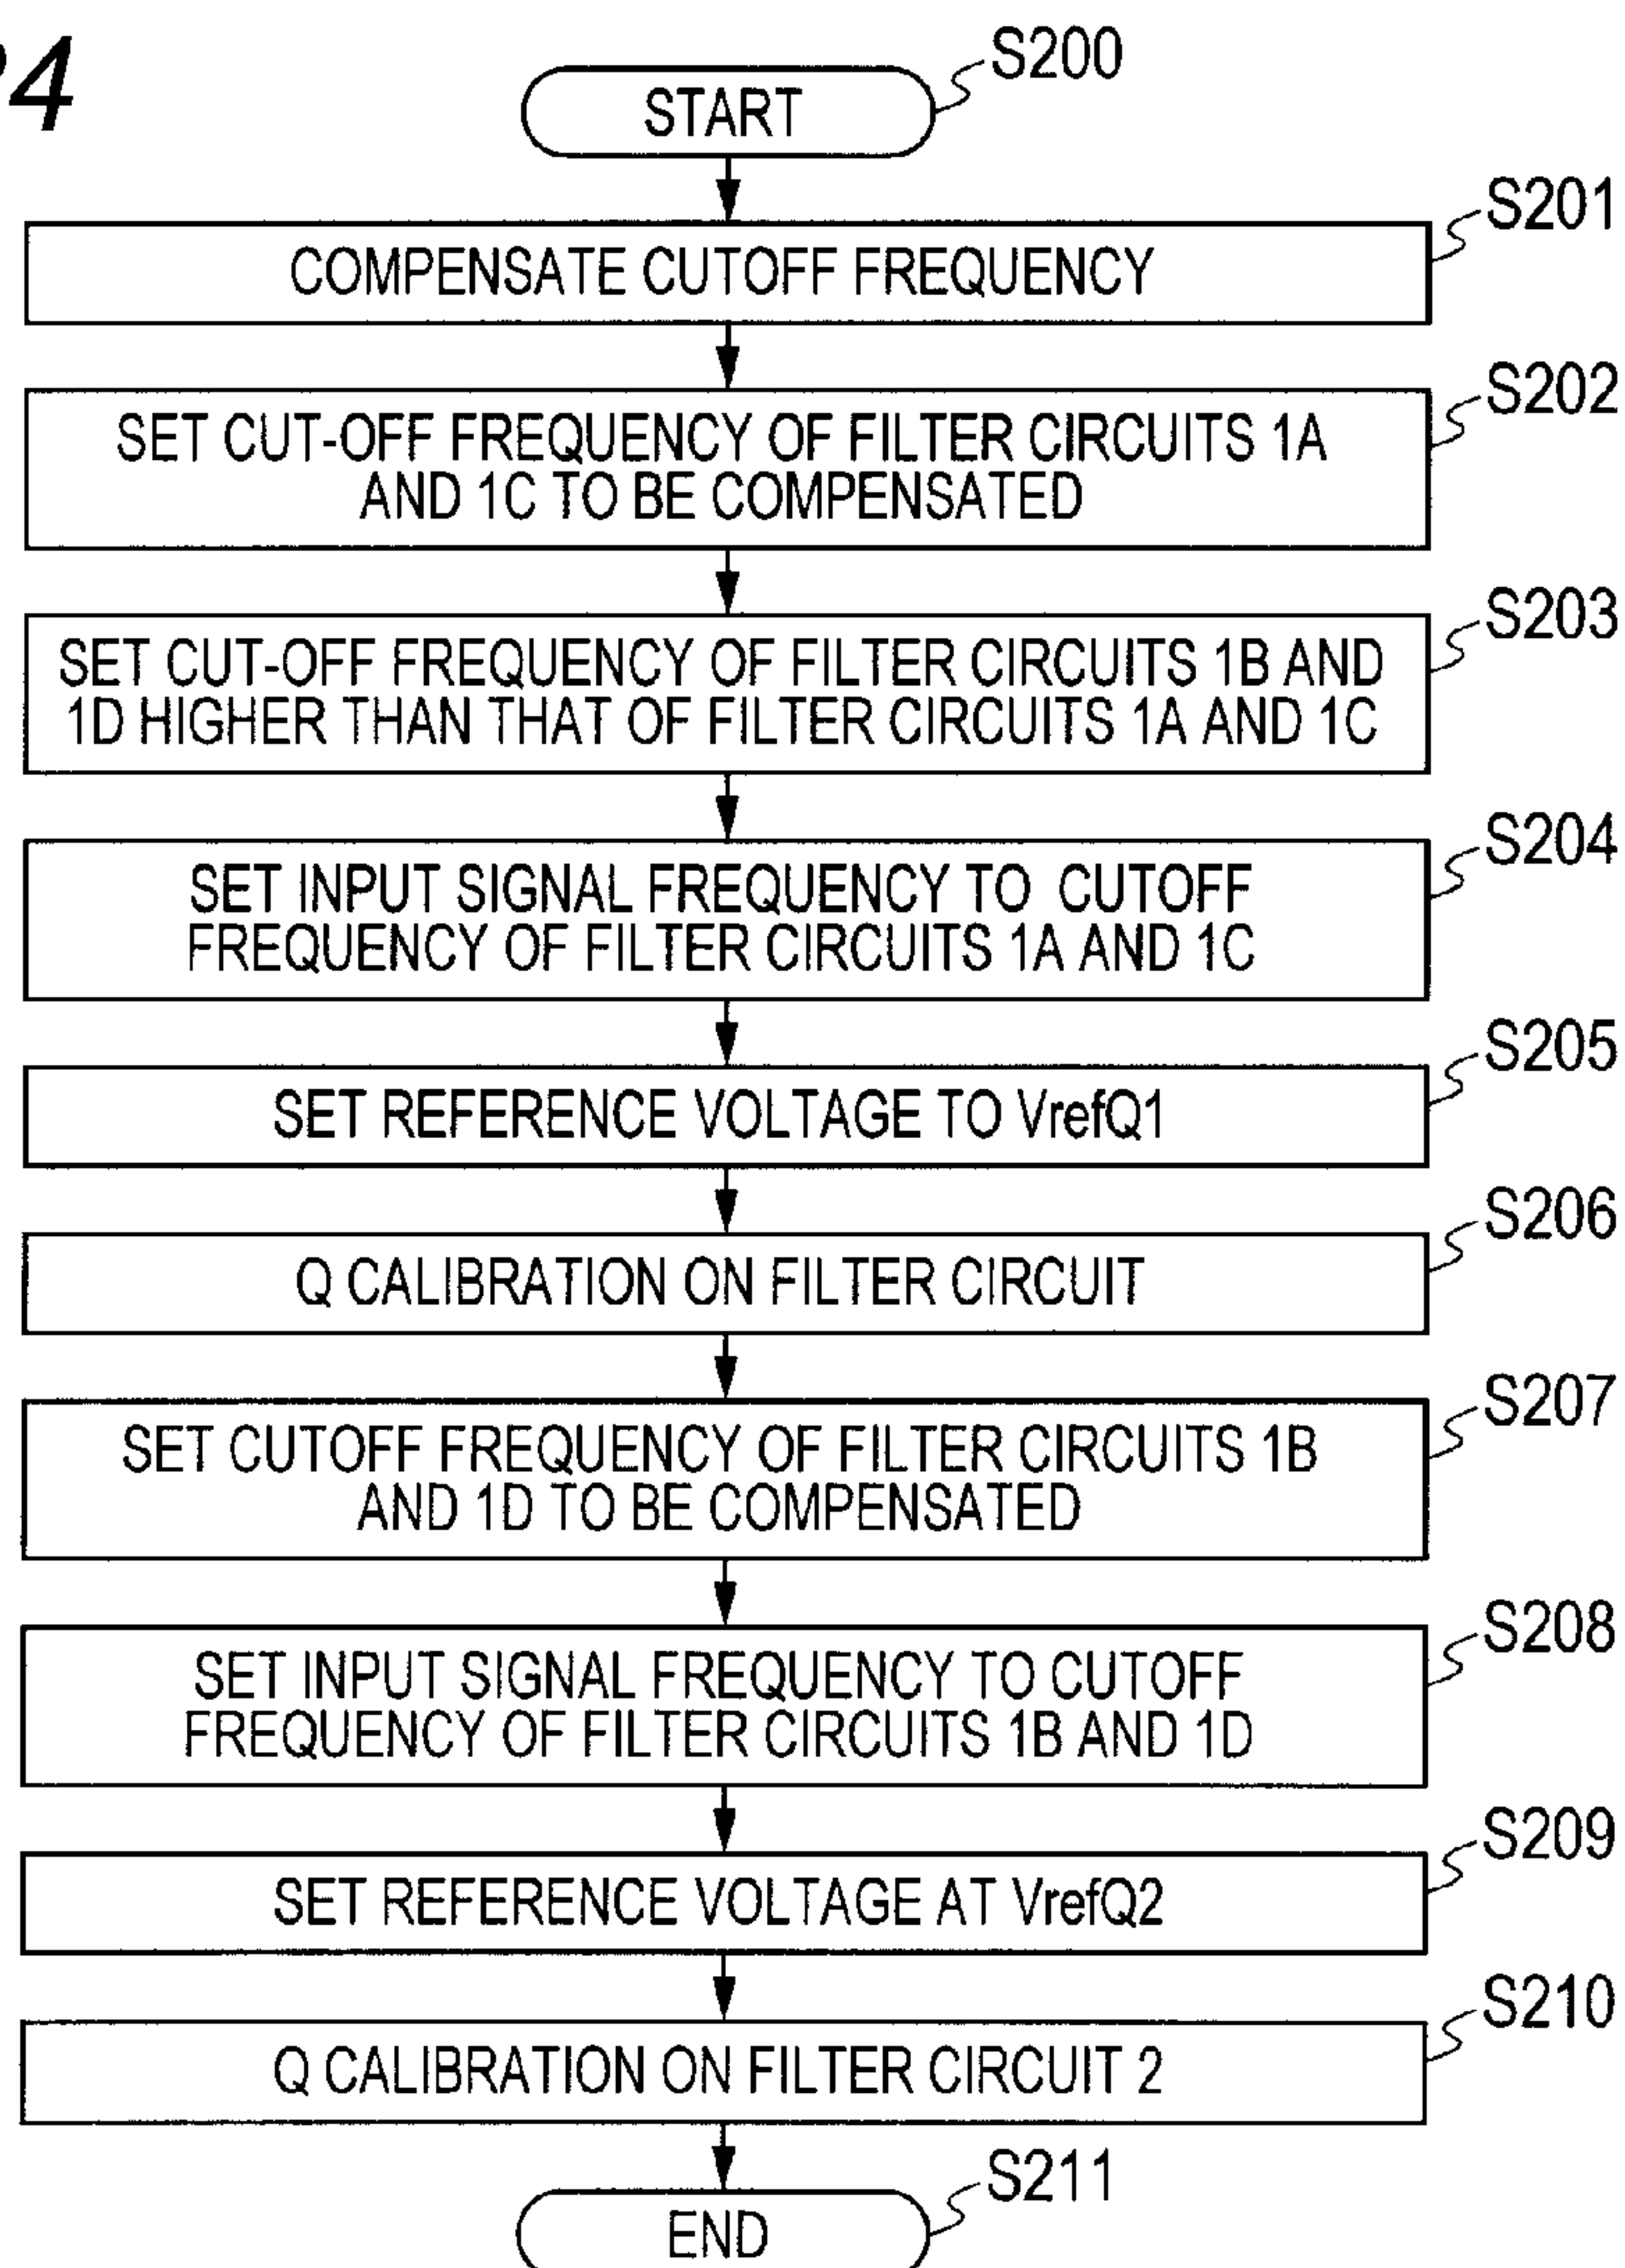 4
S200
START
S201
COMPENSATE CUTOFF FREQUENCY
S202
SET CUT-OFF FREQUENCY OF FILTER CIRCUITS 1A
AND 1C TO BE COMPENSATED
S203
SET CUT-OFF FREQUENCY OF FILTER CIRCUITS 1B AND
1D HIGHER THAN THAT OF FILTER CIRCUITS 1A AND 1C
S204
SET INPUT SIGNAL FREQUENCY TO CUTOFF
FREQUENCY OF FILTER CIRCUITS 1A AND 1C
S205
SET REFERENCE VOLTAGE TO VrefQ1
S206
Q CALIBRATION ON FILTER CIRCUIT
S207
SET CUTOFF FREQUENCY OF FILTER CIRCUITS 1B
AND 1D TO BE COMPENSATED
S208
SET INPUT SIGNAL FREQUENCY TO CUTOFF
FREQUENCY OF FILTER CIRCUITS 1B AND 1D
S209
SET REFERENCE VOLTAGE AT VrefQ2
S210
Q CALIBRATION ON FILTER CIRCUIT 2
S211
END